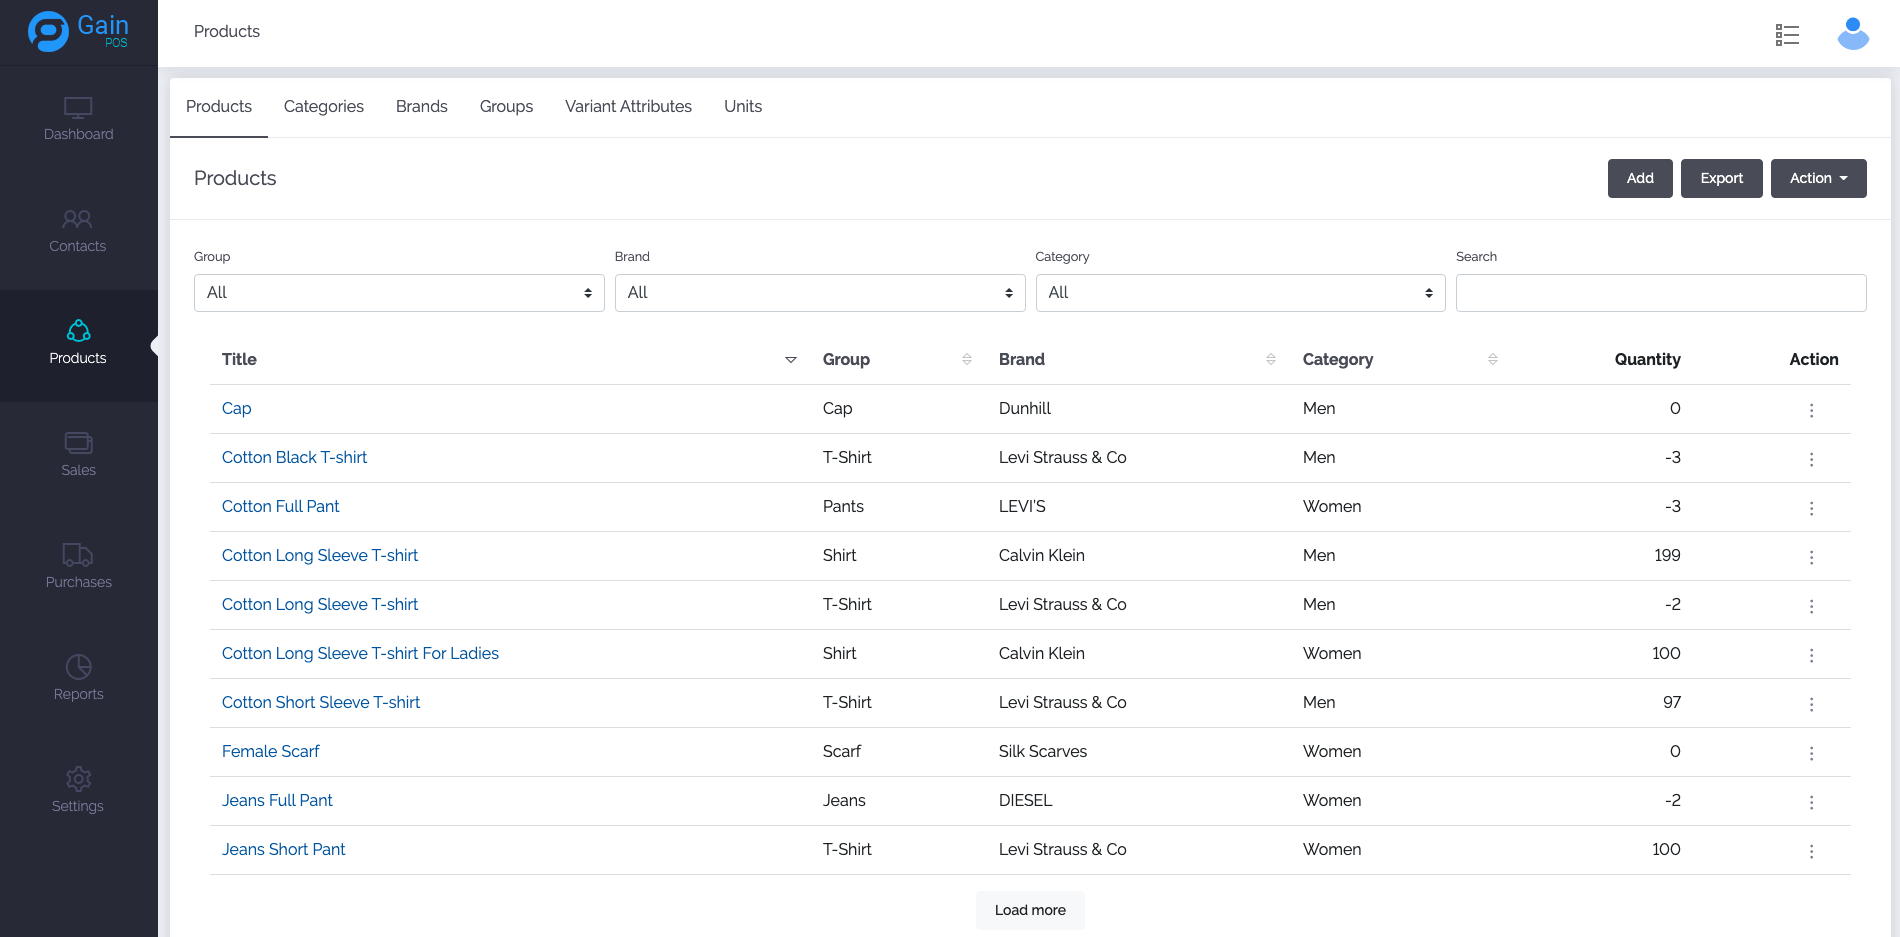 Gain
POS
Products
Dashboard
Contacts
Products
Sales
Purchases
Reports
Settings
Products Categories Brands Groups Variant Attributes Units
Products
Add Export Action
Group Brand Category Search
All All All
Title Group Brand Category Quantity Action
Cap Cap Dunhill Men 0
Cotton Black T-shirt T-Shirt Levi Strauss & Co Men -3
Cotton Full Pant Pants LEVI'S Women -3
Cotton Long Sleeve T-shirt Shirt Calvin Klein Men 199
Cotton Long Sleeve T-shirt T-Shirt Levi Strauss & Co Men -2
Cotton Long Sleeve T-shirt For Ladies Shirt Calvin Klein Women 100
Cotton Short Sleeve T-shirt T-Shirt Levi Strauss & Co Men 97
Female Scarf Scarf Silk Scarves Women 0
Jeans Full Pant Jeans DIESEL Women -2
Jeans Short Pant T-Shirt Levi Strauss & Co Women 100
Load more